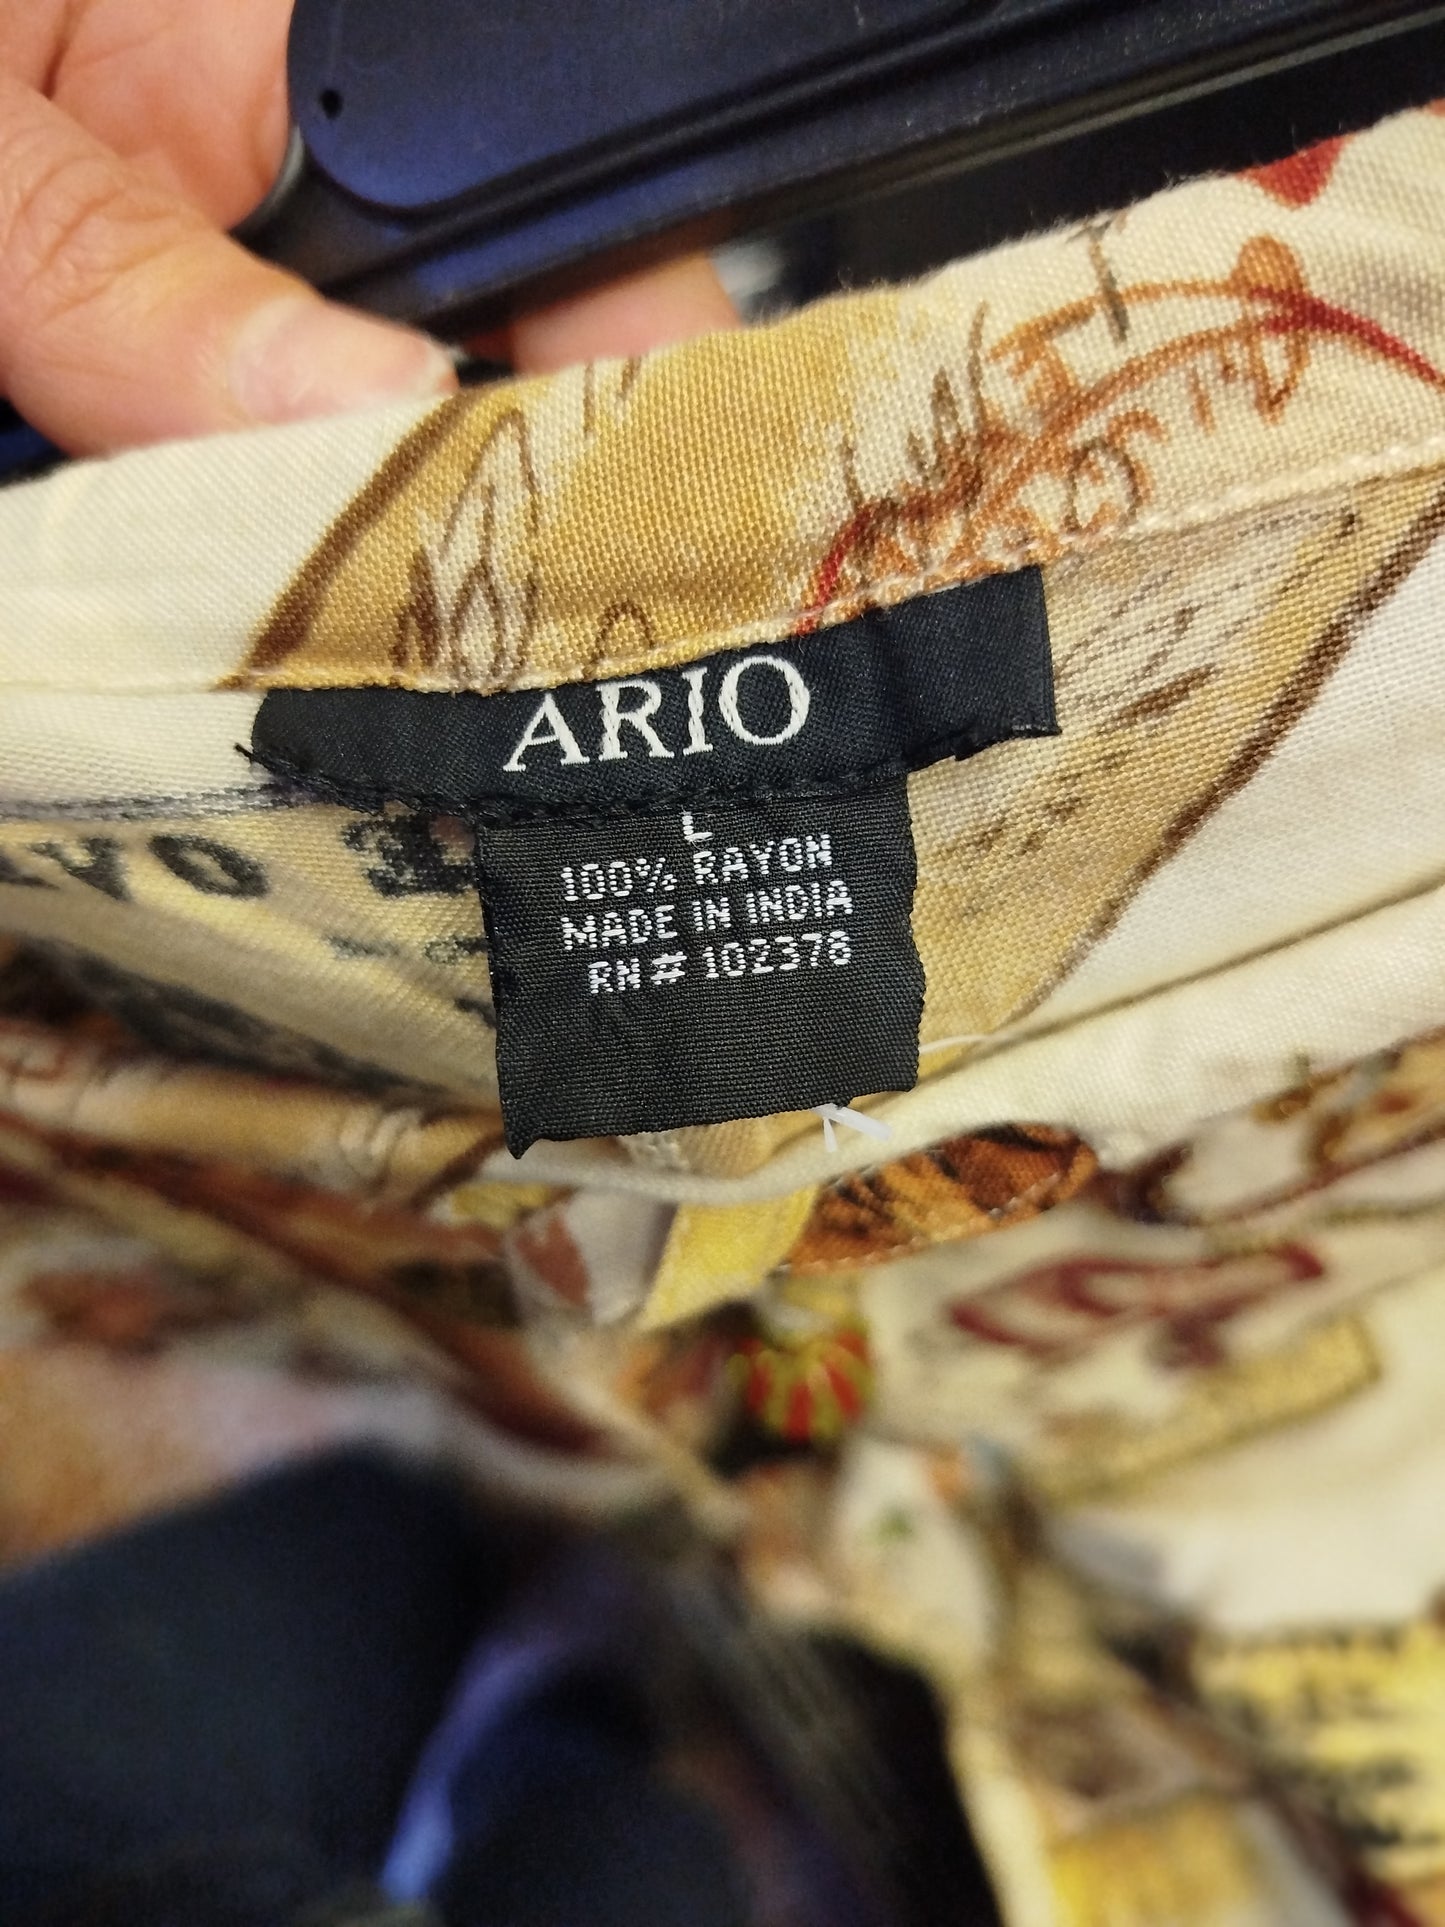 ARIO
L
100% RAYON
MADE IN INDIA
RN# 102378